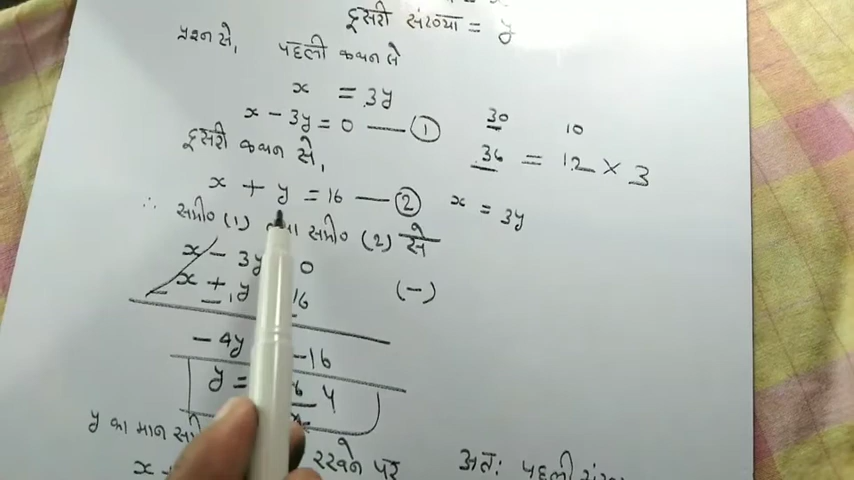 दूसरी संख्या = y
प्रश्न से, पहली कथन से
x = 3y
x - 3y = 0 —— ①
30 10
36 = 12 × 3
दूसरी कथन से,
x + y = 16 —— ②
x = 3y
∴ समी० (1) समी० (2) से
x - 3y 0
x + y 16 (-)
- 4y -16
y = 4
y का मान रखने पर
अतः पहली